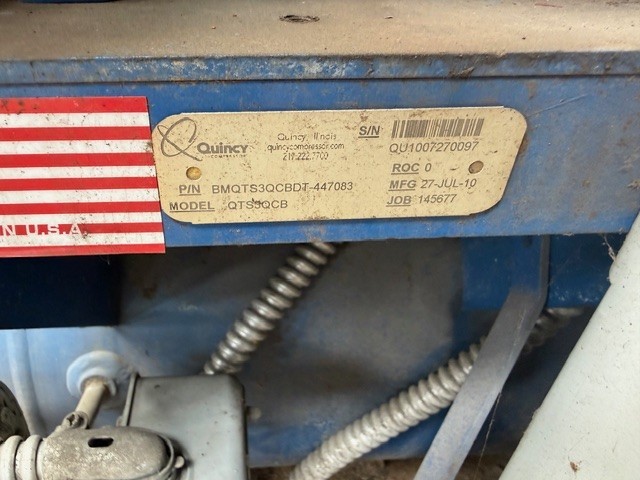 N U.S.A
Quincy
COMPRESSOR
Quincy, Illinois
quincycompressor.com
217.222.7700
S/N
QU1007270097
ROC 0
P/N BMQTS3QCBDT-447083
MFG 27-JUL-10
MODEL QTS3QCB
JOB 145677